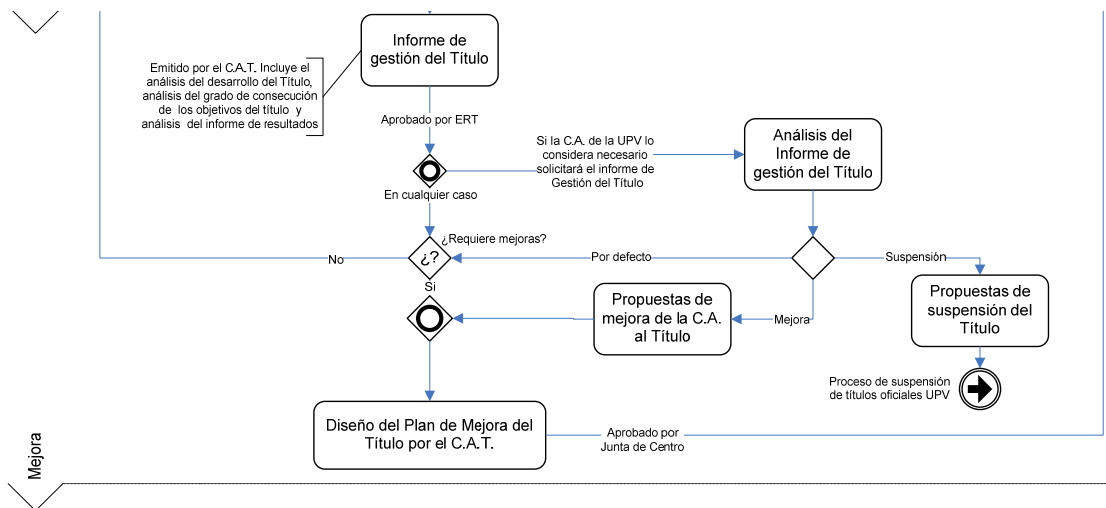 Informe de
gestión del Título
Emitido por el C.A.T. Incluye el
análisis del desarrollo del Título,
análisis del grado de consecución
de los objetivos del título y
análisis del informe de resultados
Aprobado por ERT
Si la C.A. de la UPV lo
considera necesario
solicitará el informe de
Gestión del Título
Análisis del
Informe de
gestión del Título
En cualquier caso
¿Requiere mejoras?
¿?
No
Por defecto
Suspensión
Si
Propuestas de
mejora de la C.A.
al Título
Mejora
Propuestas de
suspensión del
Título
Proceso de suspensión
de títulos oficiales UPV
Diseño del Plan de Mejora del
Título por el C.A.T.
Aprobado por
Junta de Centro
Mejora